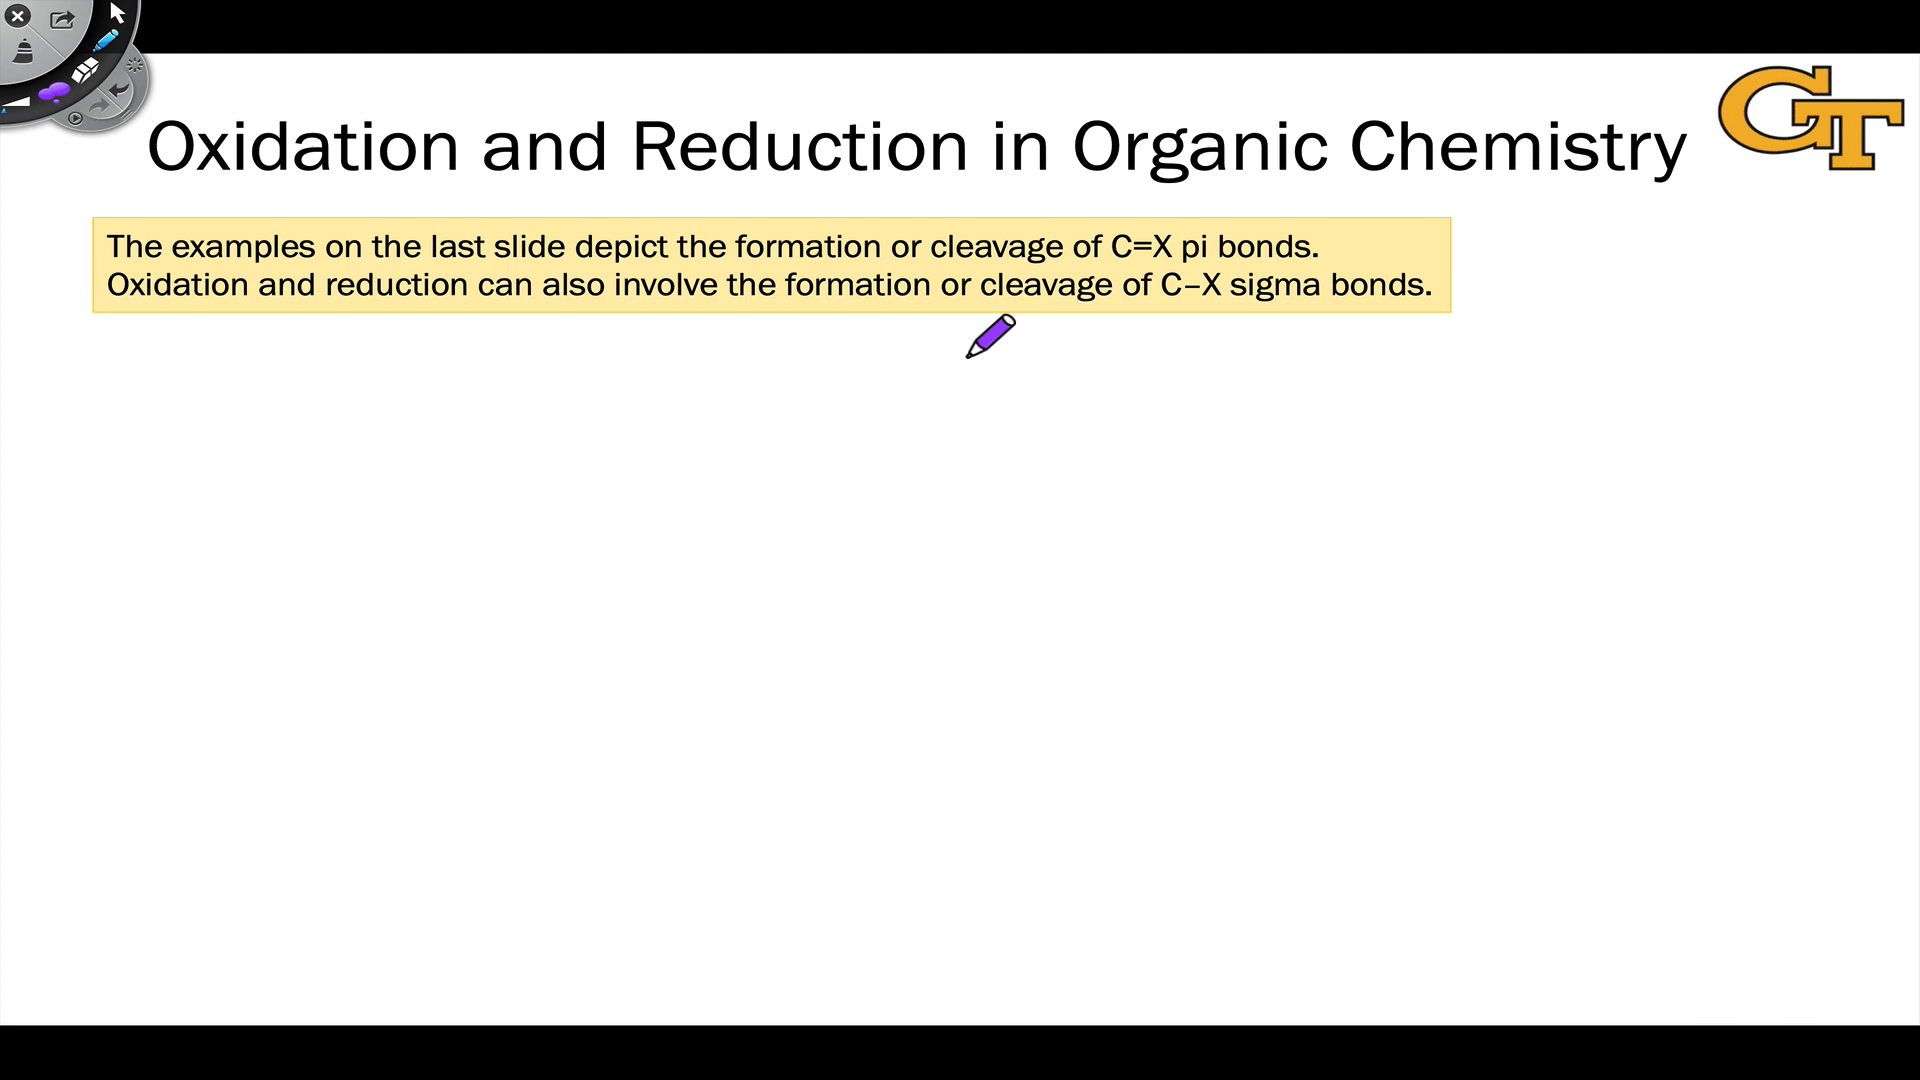 GT
Oxidation and Reduction in Organic Chemistry
The examples on the last slide depict the formation or cleavage of C=X pi bonds.
Oxidation and reduction can also involve the formation or cleavage of C–X sigma bonds.